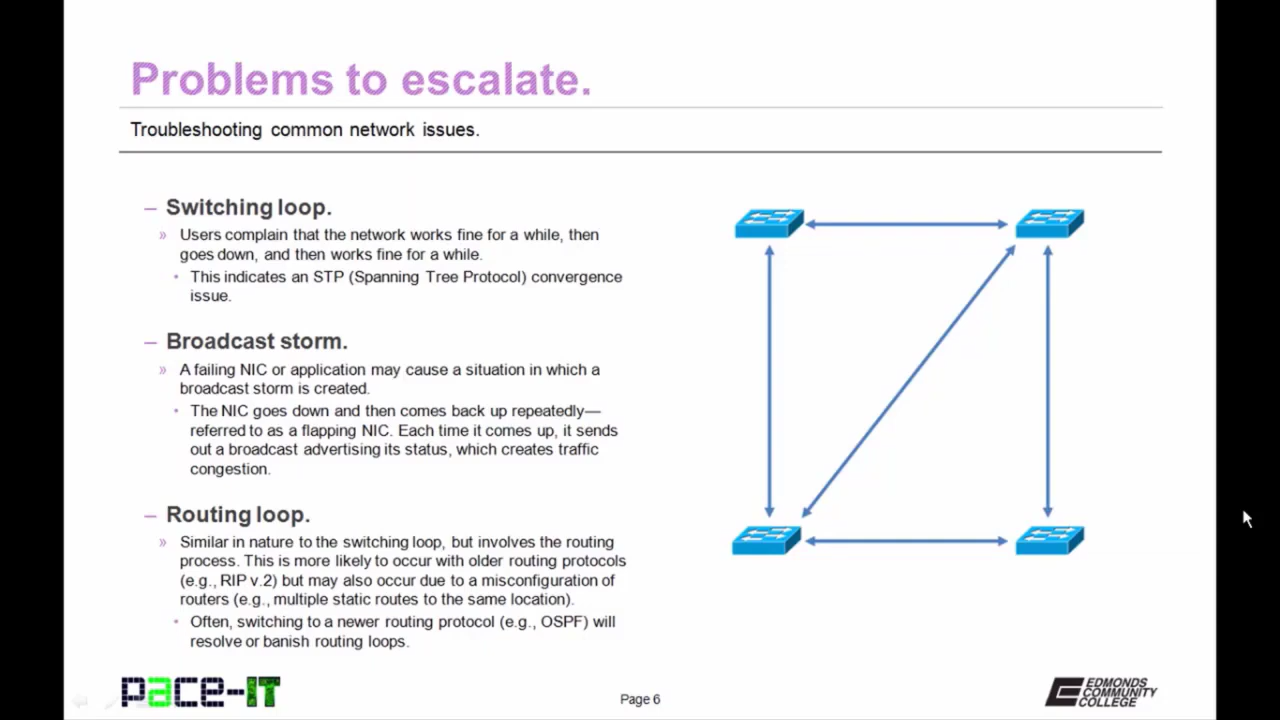 Problems to escalate.
Troubleshooting common network issues.
– Switching loop.
» Users complain that the network works fine for a while, then
goes down, and then works fine for a while.
• This indicates an STP (Spanning Tree Protocol) convergence
issue.
– Broadcast storm.
» A failing NIC or application may cause a situation in which a
broadcast storm is created.
• The NIC goes down and then comes back up repeatedly—
referred to as a flapping NIC. Each time it comes up, it sends
out a broadcast advertising its status, which creates traffic
congestion.
– Routing loop.
» Similar in nature to the switching loop, but involves the routing
process. This is more likely to occur with older routing protocols
(e.g., RIP v.2) but may also occur due to a misconfiguration of
routers (e.g., multiple static routes to the same location).
• Often, switching to a newer routing protocol (e.g., OSPF) will
resolve or banish routing loops.
pace-IT
Page 6
EDMONDS
COMMUNITY
COLLEGE